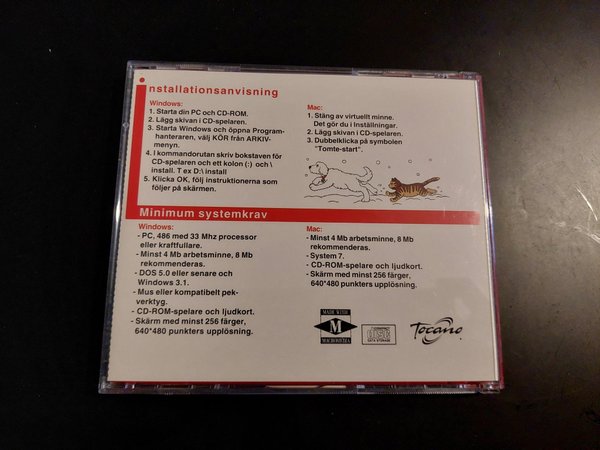 installationsanvisning
Windows:
1. Starta din PC och CD-ROM.
2. Lägg skivan i CD-spelaren.
3. Starta Windows och öppna Program-
hanteraren, välj KÖR från ARKIV-
menyn.
4. I kommandorutan skriv bokstaven för
CD-spelaren och ett kolon (:) och \
install. T ex D:\ install
5. Klicka OK, följ instruktionerna som
följer på skärmen.
Mac:
1. Stäng av virtuellt minne.
Det gör du i Inställningar.
2. Lägg skivan i CD-spelaren.
3. Dubbelklicka på symbolen
"Tomte-start".
Minimum systemkrav
Windows:
- PC, 486 med 33 Mhz processor
eller kraftfullare.
- Minst 4 Mb arbetsminne, 8 Mb
rekommenderas.
- DOS 5.0 eller senare och
Windows 3.1.
- Mus eller kompatibelt pek-
verktyg.
- CD-ROM-spelare och ljudkort.
- Skärm med minst 256 färger,
640*480 punkters upplösning.
Mac:
- Minst 4 Mb arbetsminne, 8 Mb
rekommenderas.
- System 7.
- CD-ROM-spelare och ljudkort.
- Skärm med minst 256 färger,
640*480 punkters upplösning.
MADE WITH
M
MACROMEDIA
COMPACT
disc
DATA STORAGE
Tocano